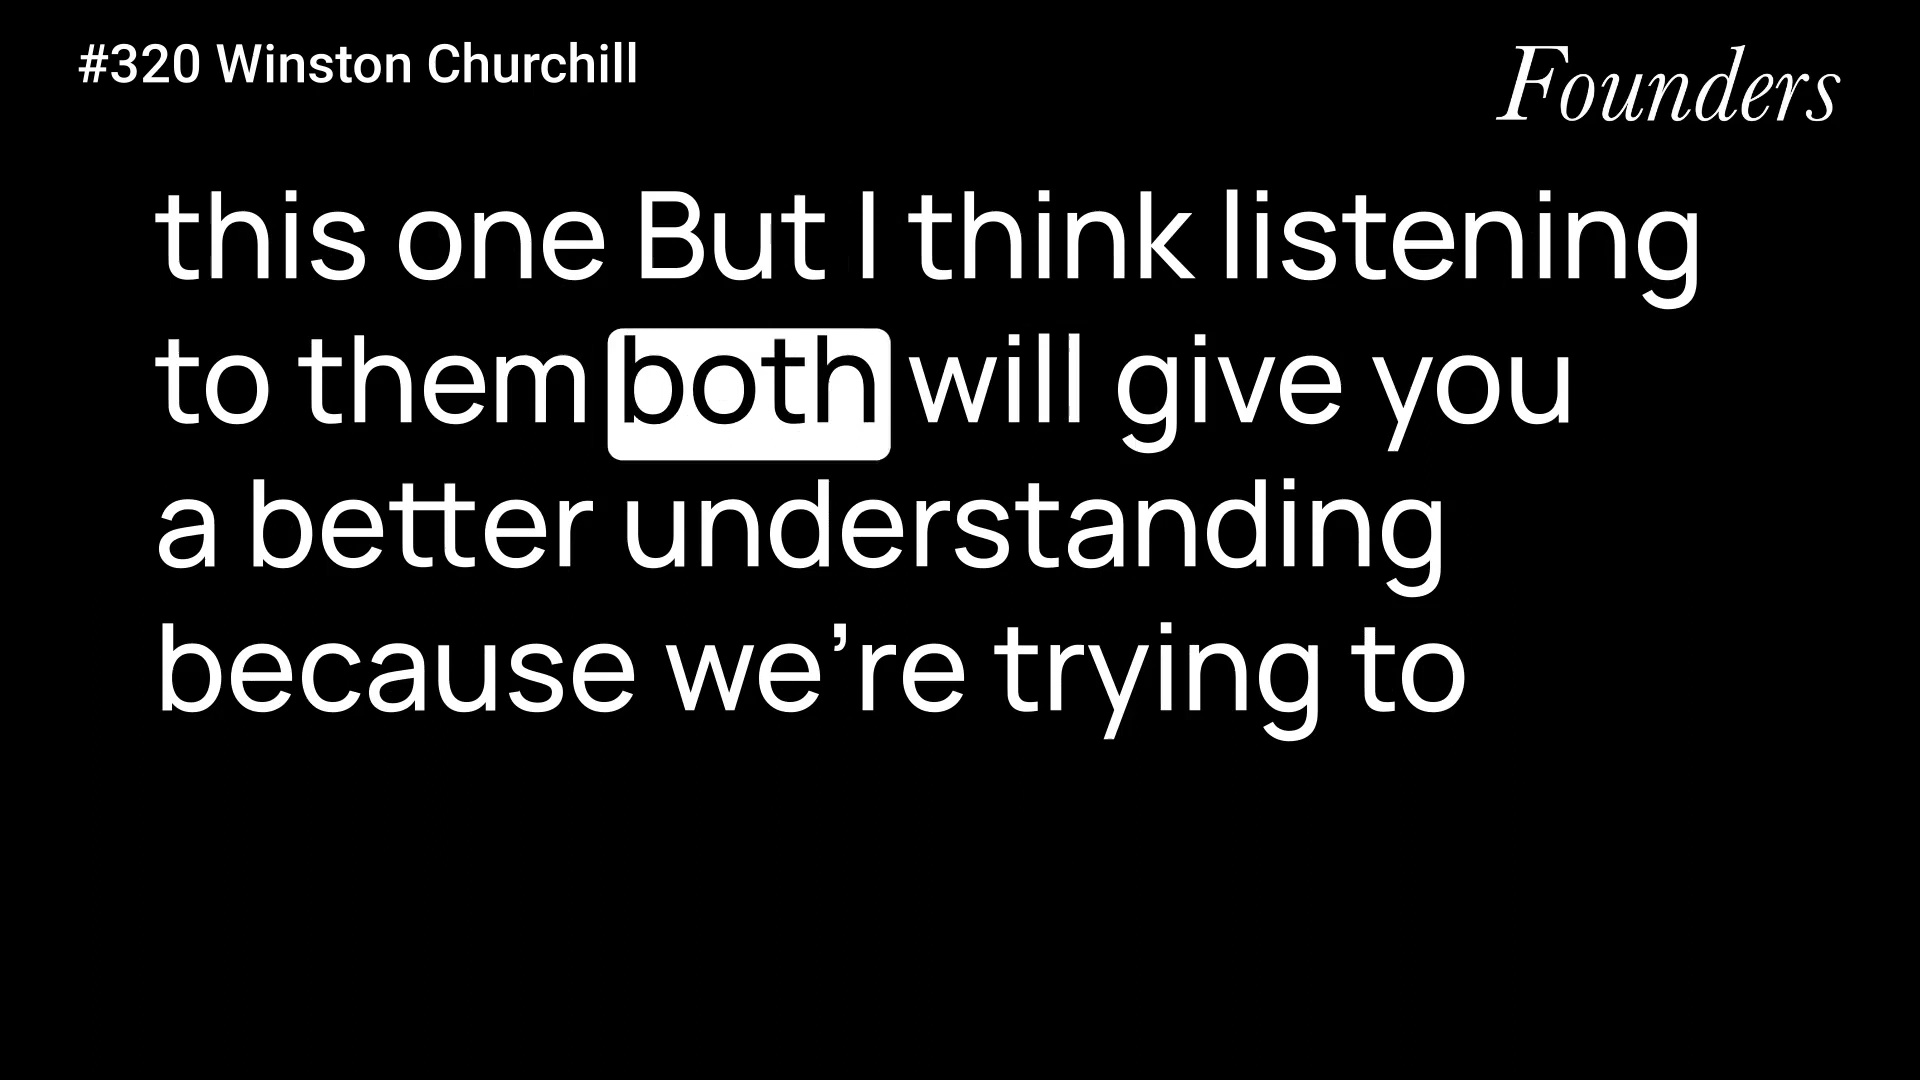 #320 Winston Churchill
Founders
this one But I think listening
to them both will give you
a better understanding
because we’re trying to